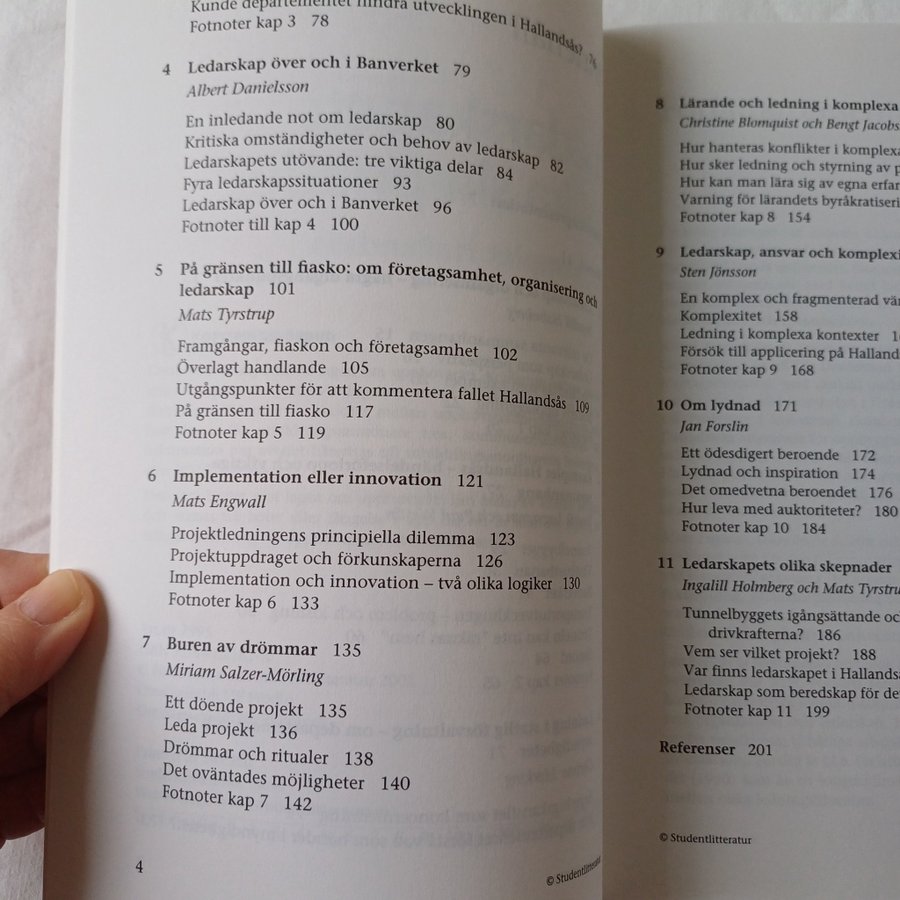 Kunde departementet hindra utvecklingen i Hallandsås? 76
Fotnoter kap 3 78
4 Ledarskap över och i Banverket 79
Albert Danielsson
En inledande not om ledarskap 80
Kritiska omständigheter och behov av ledarskap 82
Ledarskapets utövande: tre viktiga delar 84
Fyra ledarskapssituationer 93
Ledarskap över och i Banverket 96
Fotnoter till kap 4 100
5 På gränsen till fiasko: om företagsamhet, organisering och
ledarskap 101
Mats Tyrstrup
Framgångar, fiaskon och företagsamhet 102
Överlagt handlande 105
Utgångspunkter för att kommentera fallet Hallandsås 109
På gränsen till fiasko 117
Fotnoter kap 5 119
6 Implementation eller innovation 121
Mats Engwall
Projektledningens principiella dilemma 123
Projektuppdraget och förkunskaperna 126
Implementation och innovation – två olika logiker 130
Fotnoter kap 6 133
7 Buren av drömmar 135
Miriam Salzer-Mörling
Ett döende projekt 135
Leda projekt 136
Drömmar och ritualer 138
Det oväntades möjligheter 140
Fotnoter kap 7 142
4
© Studentlitteratur
8 Lärande och ledning i komplexa
Christine Blomquist och Bengt Jacobs
Hur hanteras konflikter i komplexa
Hur sker ledning och styrning av p
Hur kan man lära sig av egna erfar
Varning för lärandets byråkratiseri
Fotnoter kap 8 154
9 Ledarskap, ansvar och komplexi
Sten Jönsson
En komplex och fragmenterad vär
Komplexitet 158
Ledning i komplexa kontexter 16
Försök till applicering på Halland
Fotnoter kap 9 168
10 Om lydnad 171
Jan Forslin
Ett ödesdigert beroende 172
Lydnad och inspiration 174
Det omedvetna beroendet 176
Hur leva med auktoriteter? 180
Fotnoter kap 10 184
11 Ledarskapets olika skepnader
Ingalill Holmberg och Mats Tyrstru
Tunnelbyggets igångsättande oc
drivkrafterna? 186
Vem ser vilket projekt? 188
Var finns ledarskapet i Hallandså
Ledarskap som beredskap för de
Fotnoter kap 11 199
Referenser 201
© Studentlitteratur